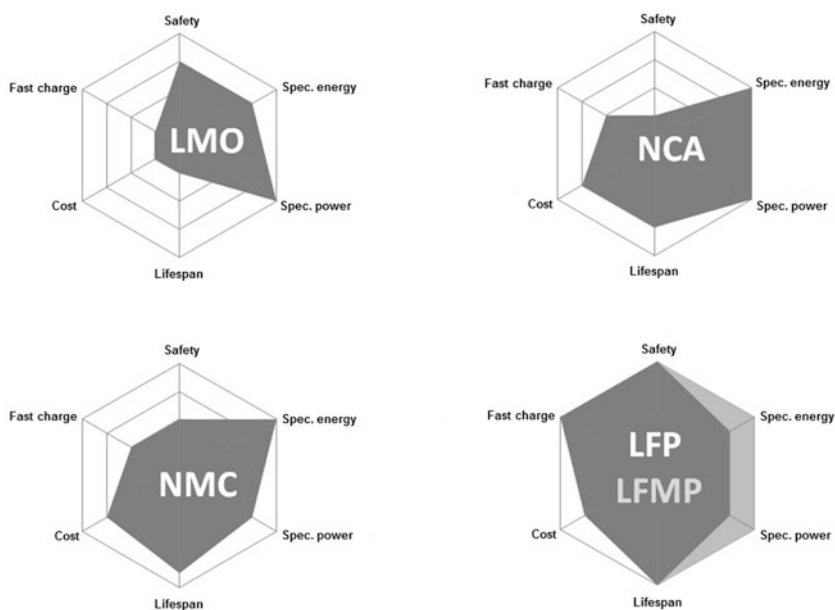 Safety
Fast charge
Spec. energy
LMO
Cost
Spec. power
Lifespan
Safety
Fast charge
Spec. energy
NCA
Cost
Spec. power
Lifespan
Safety
Fast charge
Spec. energy
NMC
Cost
Spec. power
Lifespan
Safety
Fast charge
Spec. energy
LFP
LFMP
Cost
Spec. power
Lifespan